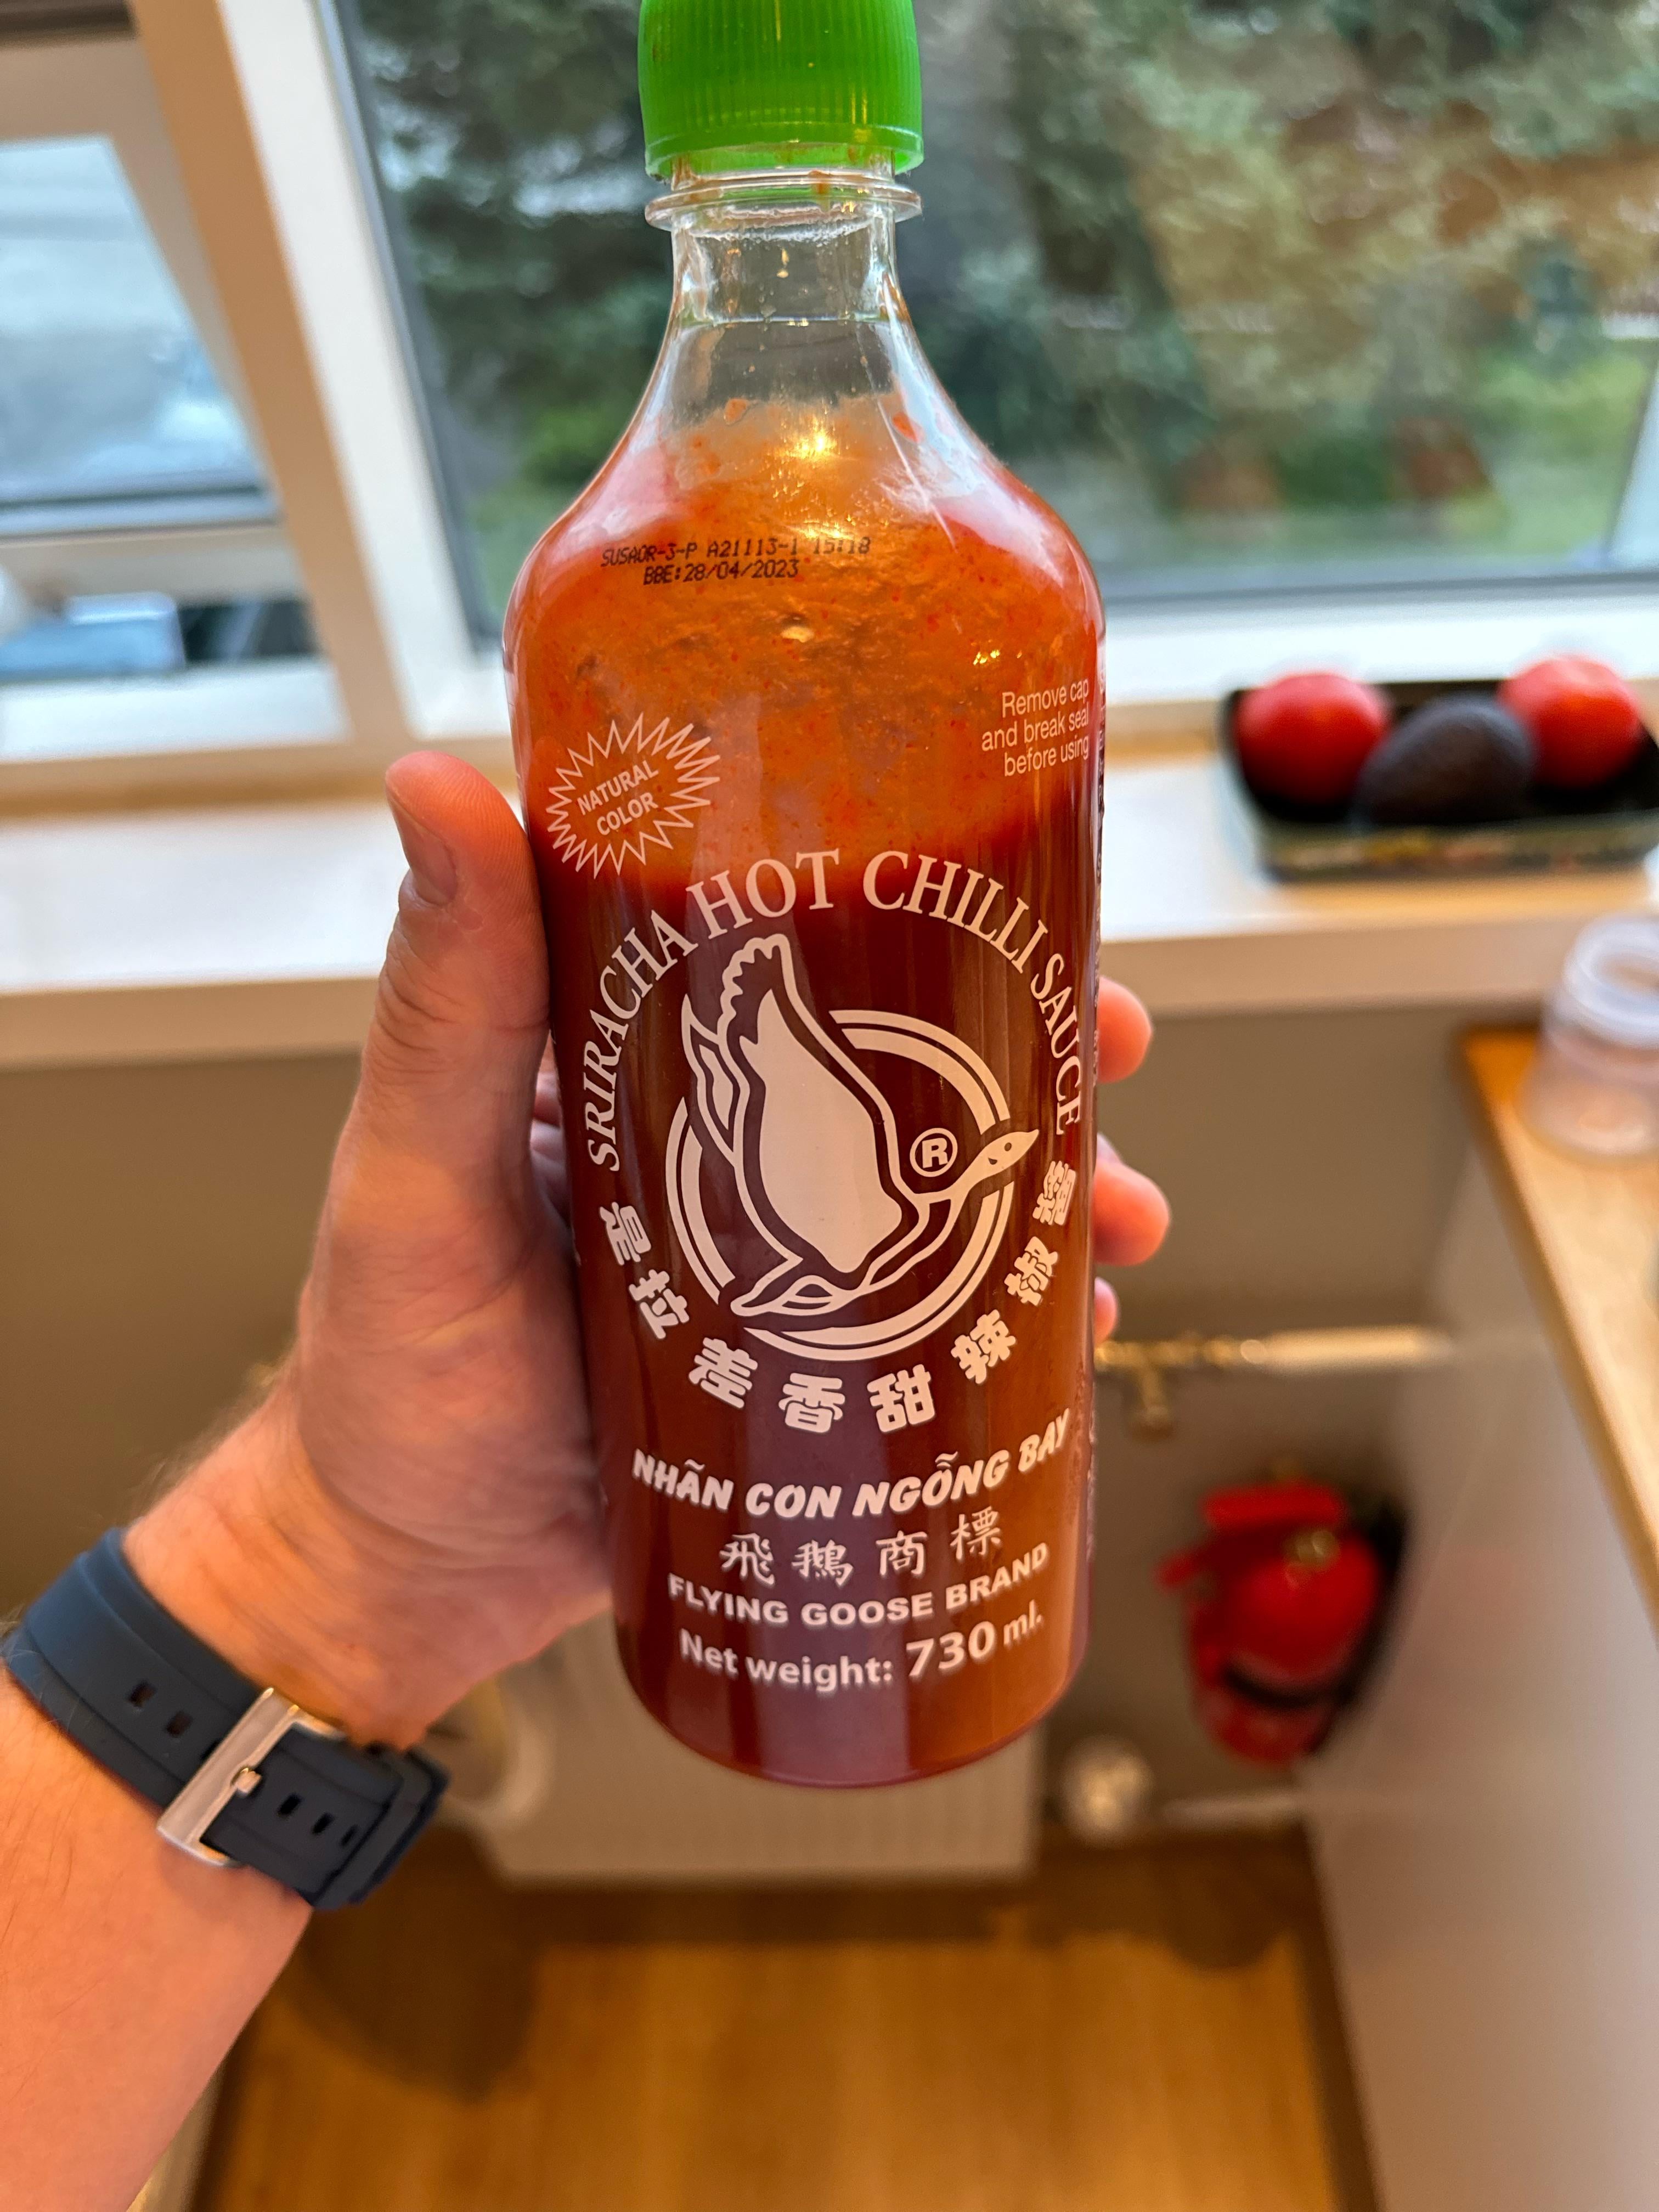 SUSAOR-3-P A21113-1 15:18
BBE:28/04/2023
Remove cap
and break seal
before using
NATURAL
COLOR
SRIRACHA HOT CHILLI SAUCE
®
是拉差香甜辣椒醬
NHÃN CON NGỖNG BAY
飛鵝商標
FLYING GOOSE BRAND
Net weight: 730 ml.